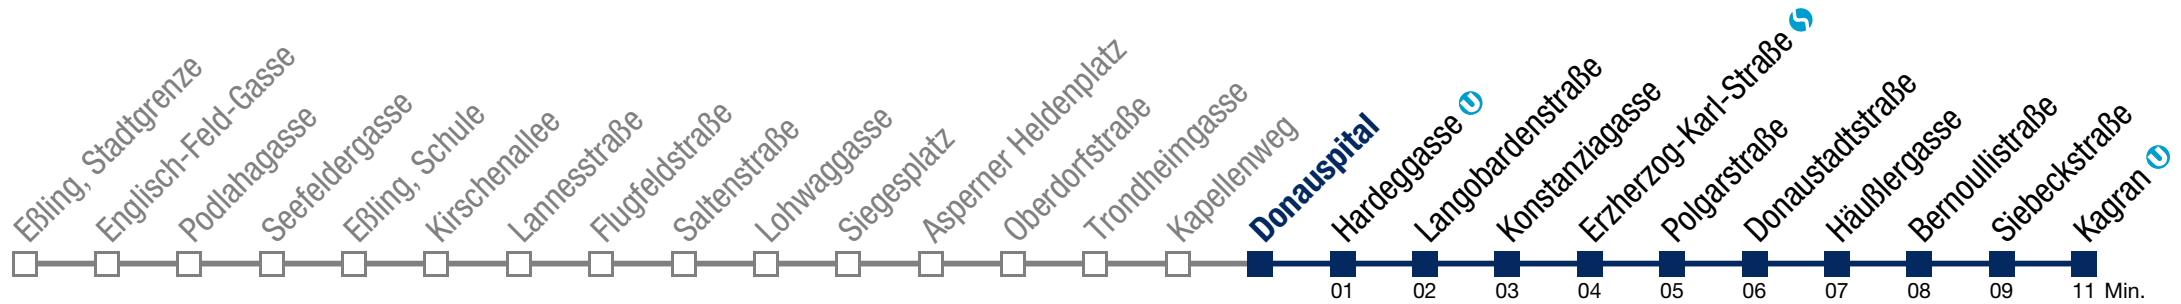 Eßling, Stadtgrenze
Englisch-Feld-Gasse
Podlahagasse
Seefeldergasse
Eßling, Schule
Kirschenallee
Lannesstraße
Flugfeldstraße
Saltenstraße
Lohwaggasse
Siegesplatz
Asperner Heldenplatz
Oberdorfstraße
Trondheimgasse
Kapellenweg
Donauspital
Hardeggasse U
Langobardenstraße
Konstanziagasse
Erzherzog-Karl-Straße S
Polgarstraße
Donaustadtstraße
Häußlergasse
Bernoullistraße
Siebeckstraße
Kagran U
01 02 03 04 05 06 07 08 09 11 Min.